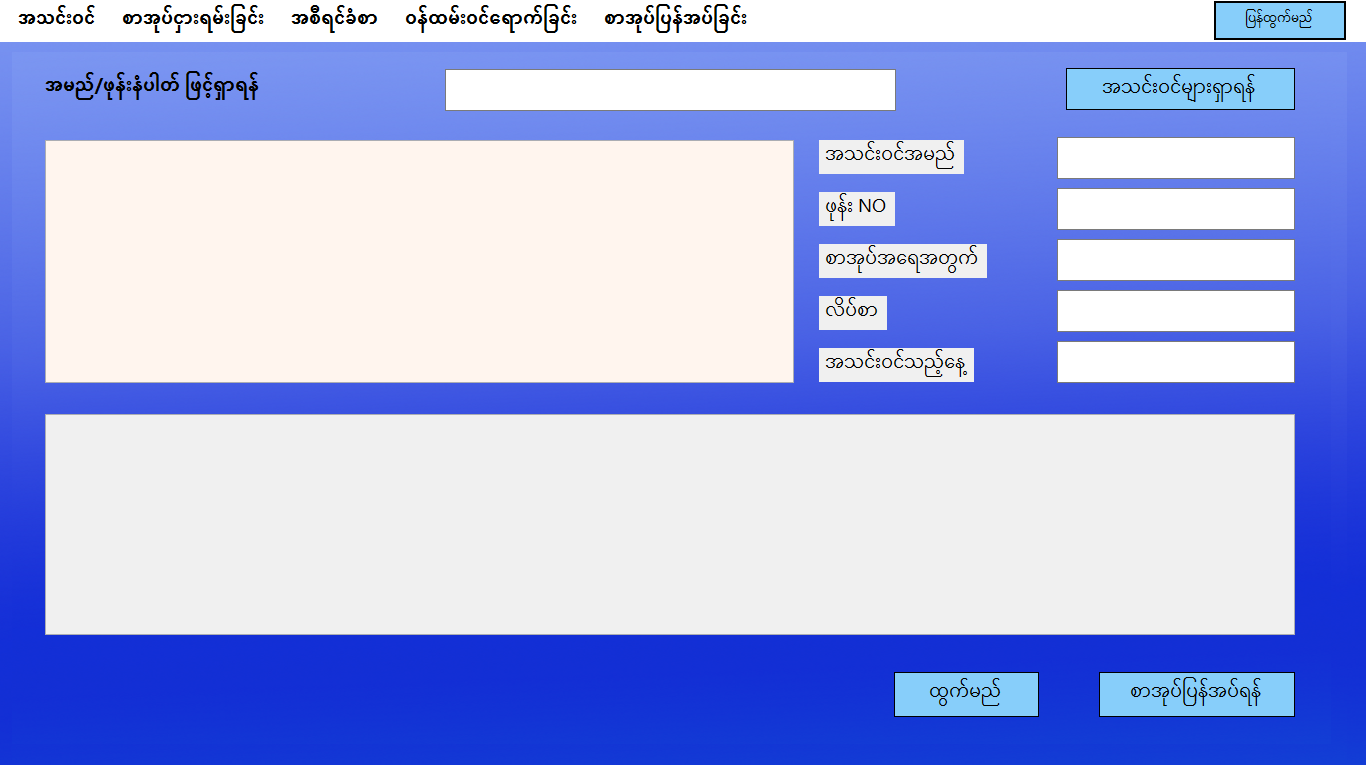 အသင်းဝင် စာအုပ်ငှားရမ်းခြင်း အစီရင်ခံစာ ဝန်ထမ်းဝင်ရောက်ခြင်း စာအုပ်ပြန်အပ်ခြင်း ပြန်ထွက်မည်
အမည်/ဖုန်းနံပါတ် ဖြင့်ရှာရန် အသင်းဝင်များရှာရန်
အသင်းဝင်အမည်
ဖုန်း NO
စာအုပ်အရေအတွက်
လိပ်စာ
အသင်းဝင်သည့်နေ့
ထွက်မည် စာအုပ်ပြန်အပ်ရန်